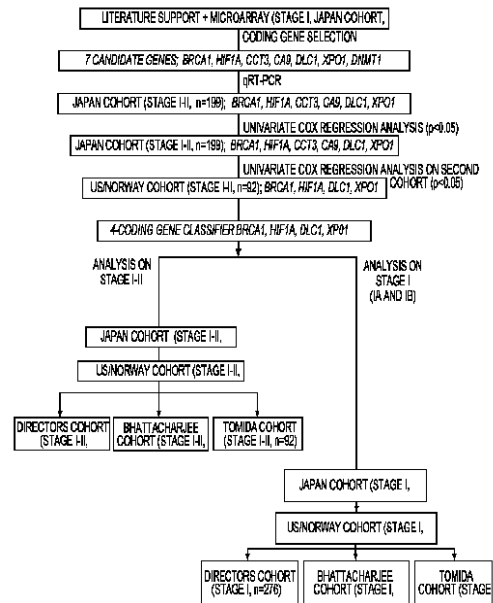 LITERATURE SUPPORT + MICROARRAY (STAGE I, JAPAN COHORT,
CODING GENE SELECTION
7 CANDIDATE GENES; BRCA1, HIF1A, CCT3, CA9, DLC1, XPO1, DNMT1
qRT-PCR
JAPAN COHORT (STAGE I-II, n=199); BRCA1, HIF1A, CCT3, CA9, DLC1, XPO1
UNIVARIATE COX REGRESSION ANALYSIS (p<0.05)
JAPAN COHORT (STAGE I-II, n=199); BRCA1, HIF1A, CCT3, CA9, DLC1, XPO1
UNIVARIATE COX REGRESSION ANALYSIS ON SECOND
COHORT (p<0.05)
US/NORWAY COHORT (STAGE I-II, n=92); BRCA1, HIF1A, DLC1, XPO1
4-CODING GENE CLASSIFIER BRCA1, HIF1A, DLC1, XPO1
ANALYSIS ON
STAGE I-II
ANALYSIS ON
STAGE I
(IA AND IB)
JAPAN COHORT (STAGE I-II,
US/NORWAY COHORT (STAGE I-II,
DIRECTORS COHORT
(STAGE I-II,
BHATTACHARJEE
COHORT (STAGE I-II,
TOMIDA COHORT
(STAGE I-II, n=92)
JAPAN COHORT (STAGE I,
US/NORWAY COHORT (STAGE I,
DIRECTORS COHORT
(STAGE I, n=276)
BHATTACHARJEE
COHORT (STAGE I,
TOMIDA
COHORT (STAGE